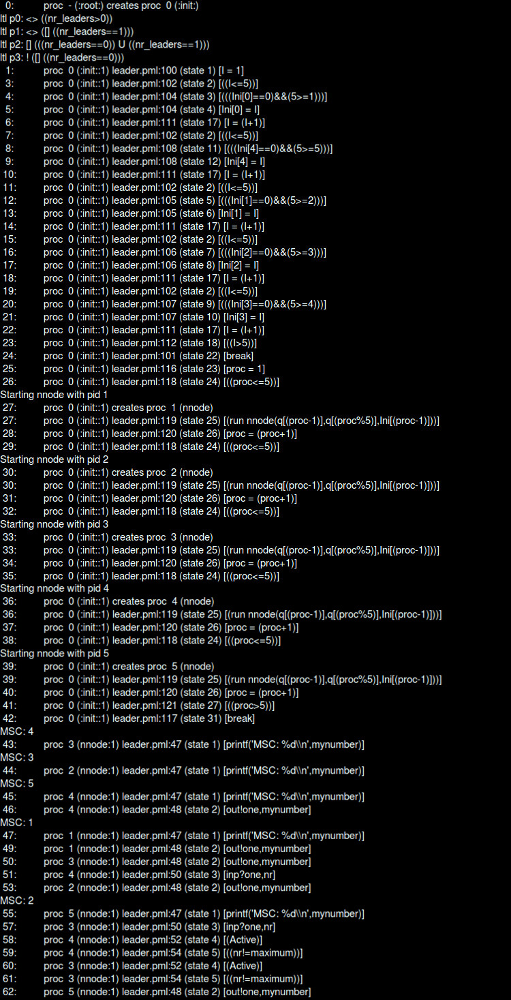 0: proc - (:root:) creates proc 0 (:init:)
ltl p0: <> ((nr_leaders>0))
ltl p1: <> ([] ((nr_leaders==1)))
ltl p2: [] (((nr_leaders==0)) U ((nr_leaders==1)))
ltl p3: ! ([] ((nr_leaders==0)))
1: proc 0 (:init::1) leader.pml:100 (state 1) [I = 1]
3: proc 0 (:init::1) leader.pml:102 (state 2) [((I<=5))]
4: proc 0 (:init::1) leader.pml:104 (state 3) [(((Ini[0]==0)&&(5>=1)))]
5: proc 0 (:init::1) leader.pml:104 (state 4) [Ini[0] = I]
6: proc 0 (:init::1) leader.pml:111 (state 17) [I = (I+1)]
7: proc 0 (:init::1) leader.pml:102 (state 2) [((I<=5))]
8: proc 0 (:init::1) leader.pml:108 (state 11) [(((Ini[4]==0)&&(5>=5)))]
9: proc 0 (:init::1) leader.pml:108 (state 12) [Ini[4] = I]
10: proc 0 (:init::1) leader.pml:111 (state 17) [I = (I+1)]
11: proc 0 (:init::1) leader.pml:102 (state 2) [((I<=5))]
12: proc 0 (:init::1) leader.pml:105 (state 5) [(((Ini[1]==0)&&(5>=2)))]
13: proc 0 (:init::1) leader.pml:105 (state 6) [Ini[1] = I]
14: proc 0 (:init::1) leader.pml:111 (state 17) [I = (I+1)]
15: proc 0 (:init::1) leader.pml:102 (state 2) [((I<=5))]
16: proc 0 (:init::1) leader.pml:106 (state 7) [(((Ini[2]==0)&&(5>=3)))]
17: proc 0 (:init::1) leader.pml:106 (state 8) [Ini[2] = I]
18: proc 0 (:init::1) leader.pml:111 (state 17) [I = (I+1)]
19: proc 0 (:init::1) leader.pml:102 (state 2) [((I<=5))]
20: proc 0 (:init::1) leader.pml:107 (state 9) [(((Ini[3]==0)&&(5>=4)))]
21: proc 0 (:init::1) leader.pml:107 (state 10) [Ini[3] = I]
22: proc 0 (:init::1) leader.pml:111 (state 17) [I = (I+1)]
23: proc 0 (:init::1) leader.pml:112 (state 18) [((I>5))]
24: proc 0 (:init::1) leader.pml:101 (state 22) [break]
25: proc 0 (:init::1) leader.pml:116 (state 23) [proc = 1]
26: proc 0 (:init::1) leader.pml:118 (state 24) [((proc<=5))]
Starting nnode with pid 1
27: proc 0 (:init::1) creates proc 1 (nnode)
27: proc 0 (:init::1) leader.pml:119 (state 25) [(run nnode(q[(proc-1)],q[(proc%5)],Ini[(proc-1)]))]
28: proc 0 (:init::1) leader.pml:120 (state 26) [proc = (proc+1)]
29: proc 0 (:init::1) leader.pml:118 (state 24) [((proc<=5))]
Starting nnode with pid 2
30: proc 0 (:init::1) creates proc 2 (nnode)
30: proc 0 (:init::1) leader.pml:119 (state 25) [(run nnode(q[(proc-1)],q[(proc%5)],Ini[(proc-1)]))]
31: proc 0 (:init::1) leader.pml:120 (state 26) [proc = (proc+1)]
32: proc 0 (:init::1) leader.pml:118 (state 24) [((proc<=5))]
Starting nnode with pid 3
33: proc 0 (:init::1) creates proc 3 (nnode)
33: proc 0 (:init::1) leader.pml:119 (state 25) [(run nnode(q[(proc-1)],q[(proc%5)],Ini[(proc-1)]))]
34: proc 0 (:init::1) leader.pml:120 (state 26) [proc = (proc+1)]
35: proc 0 (:init::1) leader.pml:118 (state 24) [((proc<=5))]
Starting nnode with pid 4
36: proc 0 (:init::1) creates proc 4 (nnode)
36: proc 0 (:init::1) leader.pml:119 (state 25) [(run nnode(q[(proc-1)],q[(proc%5)],Ini[(proc-1)]))]
37: proc 0 (:init::1) leader.pml:120 (state 26) [proc = (proc+1)]
38: proc 0 (:init::1) leader.pml:118 (state 24) [((proc<=5))]
Starting nnode with pid 5
39: proc 0 (:init::1) creates proc 5 (nnode)
39: proc 0 (:init::1) leader.pml:119 (state 25) [(run nnode(q[(proc-1)],q[(proc%5)],Ini[(proc-1)]))]
40: proc 0 (:init::1) leader.pml:120 (state 26) [proc = (proc+1)]
41: proc 0 (:init::1) leader.pml:121 (state 27) [((proc>5))]
42: proc 0 (:init::1) leader.pml:117 (state 31) [break]
MSC: 4
43: proc 3 (nnode:1) leader.pml:47 (state 1) [printf('MSC: %d\\n',mynumber)]
MSC: 3
44: proc 2 (nnode:1) leader.pml:47 (state 1) [printf('MSC: %d\\n',mynumber)]
MSC: 5
45: proc 4 (nnode:1) leader.pml:47 (state 1) [printf('MSC: %d\\n',mynumber)]
46: proc 4 (nnode:1) leader.pml:48 (state 2) [out!one,mynumber]
MSC: 1
47: proc 1 (nnode:1) leader.pml:47 (state 1) [printf('MSC: %d\\n',mynumber)]
49: proc 1 (nnode:1) leader.pml:48 (state 2) [out!one,mynumber]
50: proc 3 (nnode:1) leader.pml:48 (state 2) [out!one,mynumber]
51: proc 4 (nnode:1) leader.pml:50 (state 3) [inp?one,nr]
53: proc 2 (nnode:1) leader.pml:48 (state 2) [out!one,mynumber]
MSC: 2
55: proc 5 (nnode:1) leader.pml:47 (state 1) [printf('MSC: %d\\n',mynumber)]
57: proc 3 (nnode:1) leader.pml:50 (state 3) [inp?one,nr]
58: proc 4 (nnode:1) leader.pml:52 (state 4) [(Active)]
59: proc 4 (nnode:1) leader.pml:54 (state 5) [((nr!=maximum))]
60: proc 3 (nnode:1) leader.pml:52 (state 4) [(Active)]
61: proc 3 (nnode:1) leader.pml:54 (state 5) [((nr!=maximum))]
62: proc 5 (nnode:1) leader.pml:48 (state 2) [out!one,mynumber]